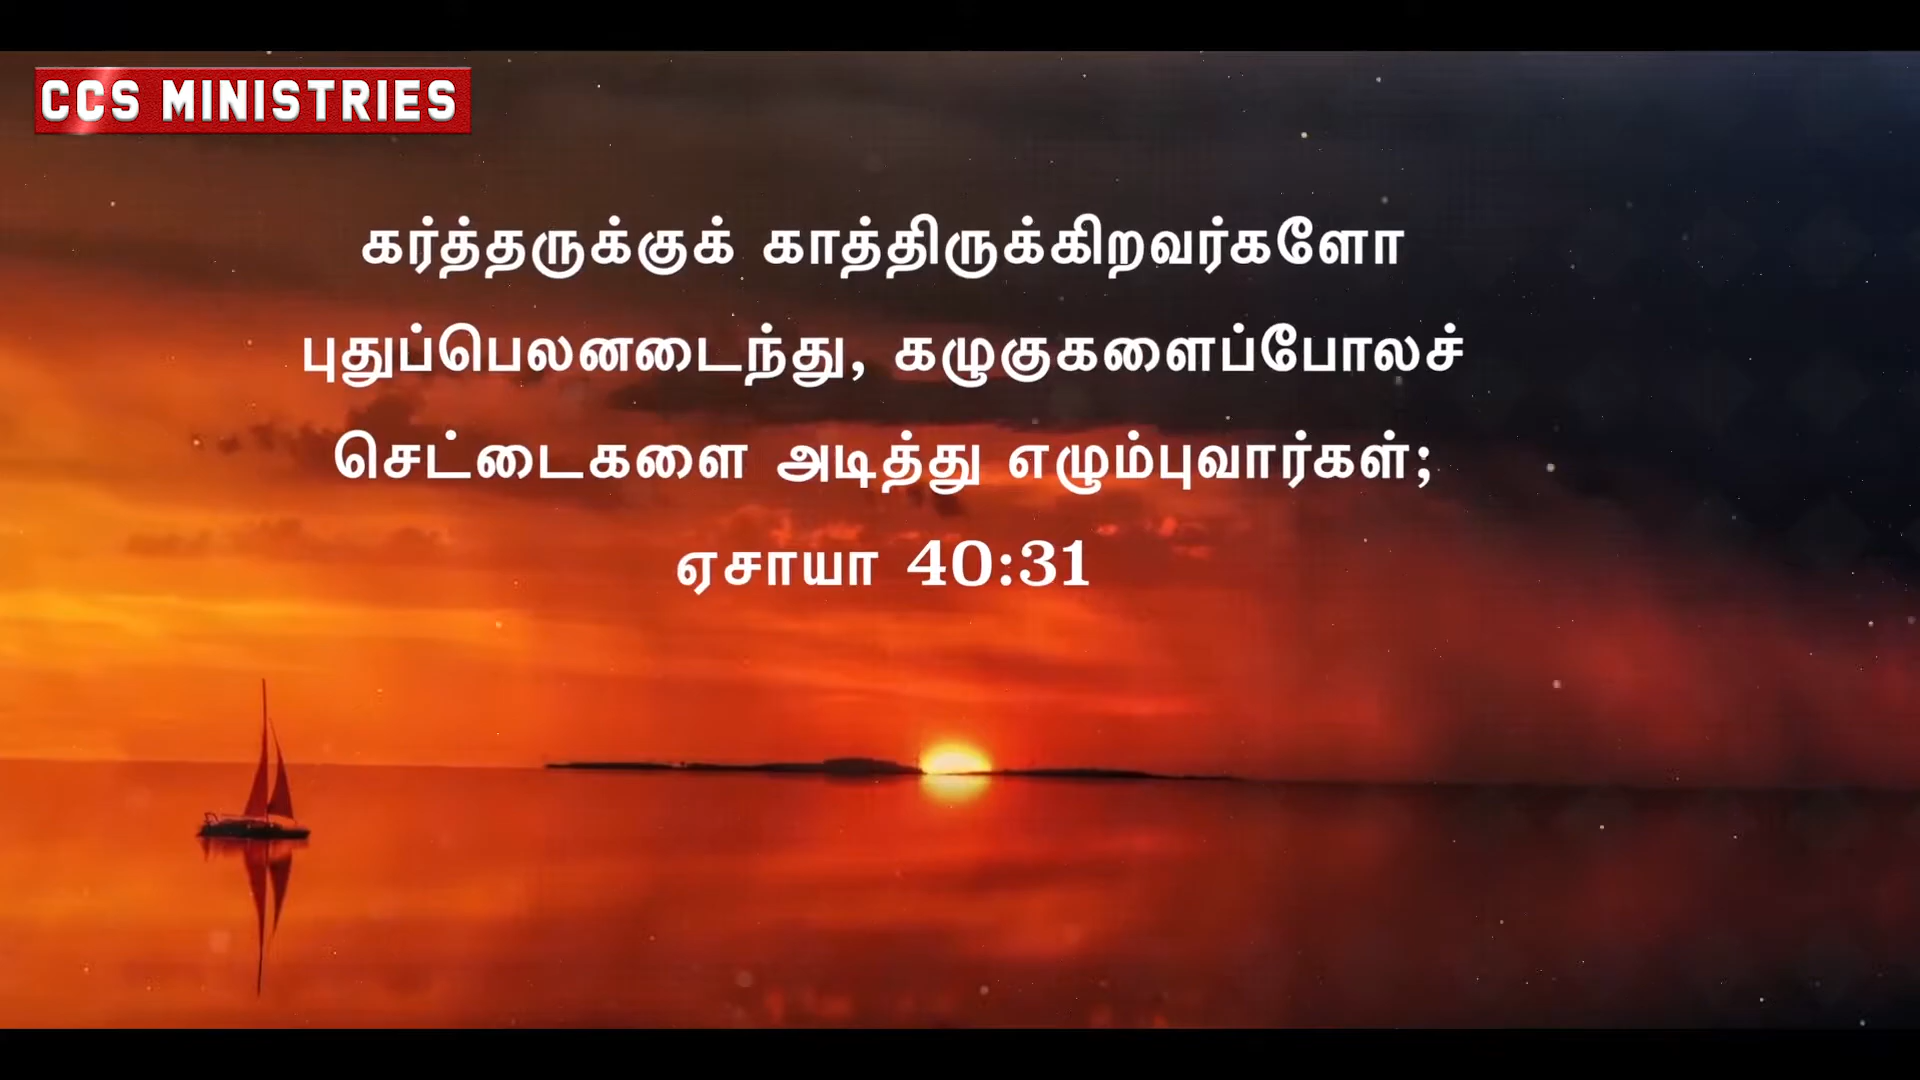 CCS MINISTRIES
கர்த்தருக்குக் காத்திருக்கிறவர்களோ
புதுப்பெலனடைந்து, கழுகுகளைப்போலச்
செட்டைகளை அடித்து எழும்புவார்கள்;
ஏசாயா 40:31